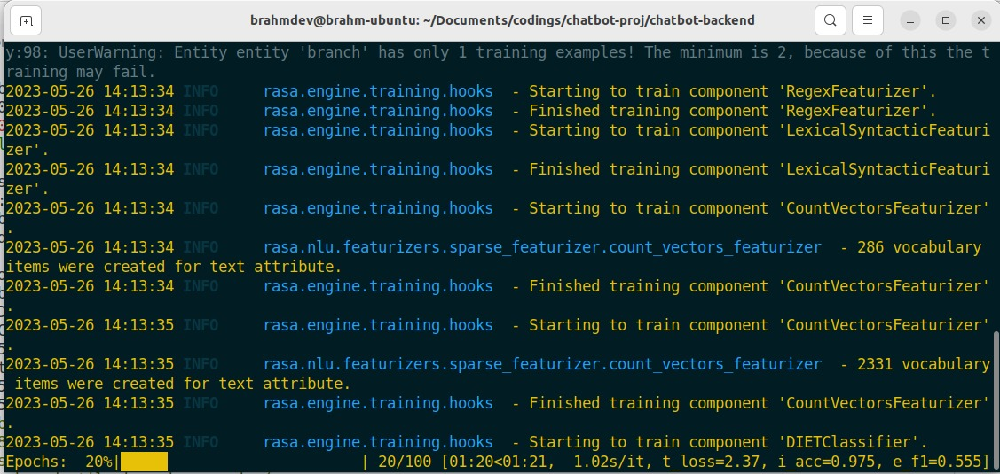 brahmdev@brahm-ubuntu: ~/Documents/codings/chatbot-proj/chatbot-backend
y:98: UserWarning: Entity entity 'branch' has only 1 training examples! The minimum is 2, because of this the t
raining may fail.
2023-05-26 14:13:34 INFO     rasa.engine.training.hooks  - Starting to train component 'RegexFeaturizer'.
2023-05-26 14:13:34 INFO     rasa.engine.training.hooks  - Finished training component 'RegexFeaturizer'.
2023-05-26 14:13:34 INFO     rasa.engine.training.hooks  - Starting to train component 'LexicalSyntacticFeaturi
zer'.
2023-05-26 14:13:34 INFO     rasa.engine.training.hooks  - Finished training component 'LexicalSyntacticFeaturi
zer'.
2023-05-26 14:13:34 INFO     rasa.engine.training.hooks  - Starting to train component 'CountVectorsFeaturizer'
.
2023-05-26 14:13:34 INFO     rasa.nlu.featurizers.sparse_featurizer.count_vectors_featurizer  - 286 vocabulary
items were created for text attribute.
2023-05-26 14:13:34 INFO     rasa.engine.training.hooks  - Finished training component 'CountVectorsFeaturizer'
.
2023-05-26 14:13:35 INFO     rasa.engine.training.hooks  - Starting to train component 'CountVectorsFeaturizer'
.
2023-05-26 14:13:35 INFO     rasa.nlu.featurizers.sparse_featurizer.count_vectors_featurizer  - 2331 vocabulary
 items were created for text attribute.
2023-05-26 14:13:35 INFO     rasa.engine.training.hooks  - Finished training component 'CountVectorsFeaturizer'
.
2023-05-26 14:13:35 INFO     rasa.engine.training.hooks  - Starting to train component 'DIETClassifier'.
Epochs:  20%|          | 20/100 [01:20<01:21,  1.02s/it, t_loss=2.37, i_acc=0.975, e_f1=0.555]